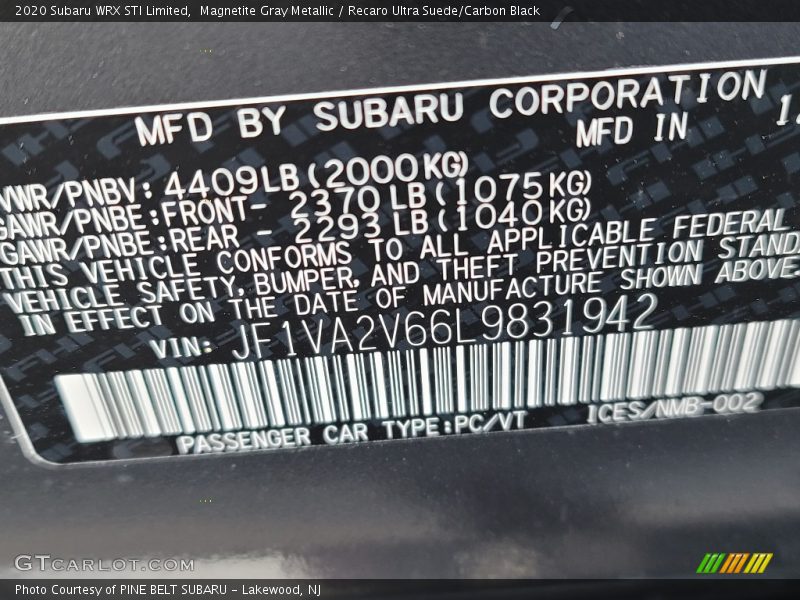 2020 Subaru WRX STI Limited,  Magnetite Gray Metallic / Recaro Ultra Suede/Carbon Black
MFD BY SUBARU CORPORATION
MFD IN
VWR/PNBV: 4409LB(2000KG)
GAWR/PNBE:FRONT- 2370LB(1075KG)
GAWR/PNBE:REAR - 2293LB(1040KG)
THIS VEHICLE CONFORMS TO ALL APPLICABLE FEDERAL
VEHICLE SAFETY, BUMPER, AND THEFT PREVENTION STAND
IN EFFECT ON THE DATE OF MANUFACTURE SHOWN ABOVE.
VIN: JF1VA2V66L9831942
PASSENGER CAR TYPE:PC/VT ICES/NMB-002
GTCARLOT.COM
Photo Courtesy of PINE BELT SUBARU - Lakewood, NJ